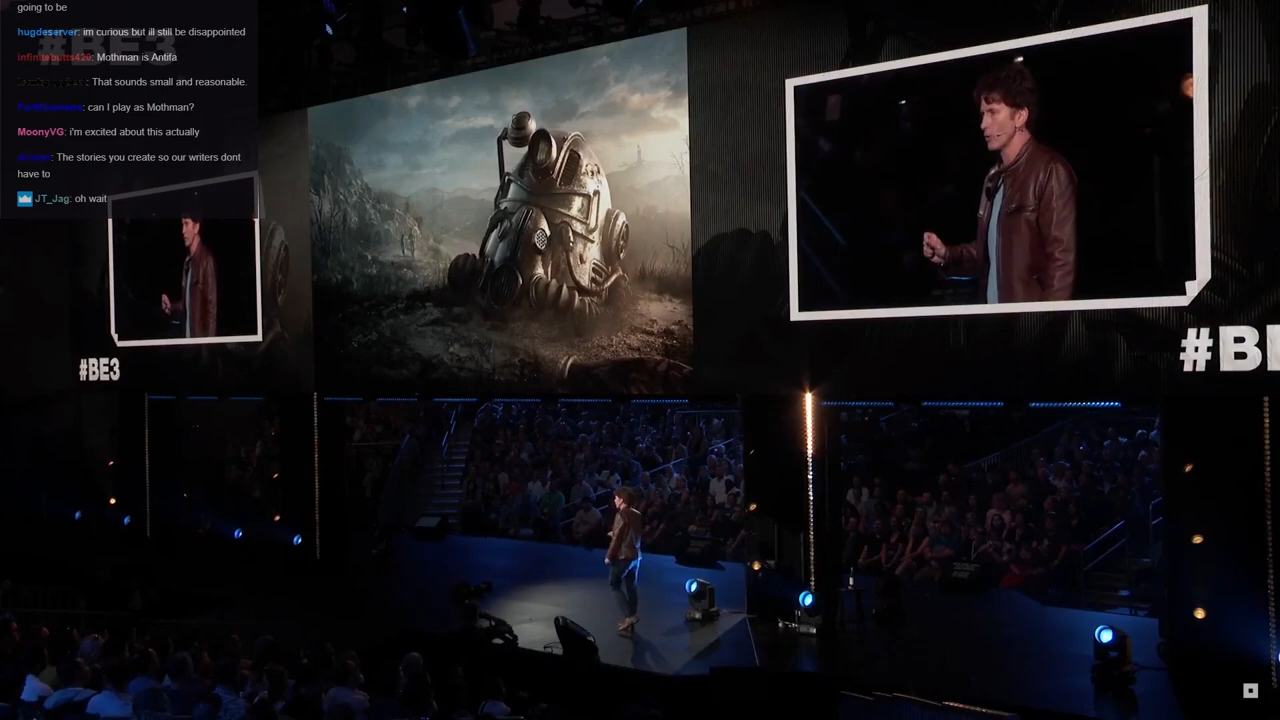 going to be
hugdeserver: im curious but ill still be disappointed
#BE3
infinitebutts420: Mothman is Antifa
: That sounds small and reasonable.
: can I play as Mothman?
MoonyVG: i'm excited about this actually
: The stories you create so our writers dont
have to
JT_Jag: oh wait
#BE3
#BE